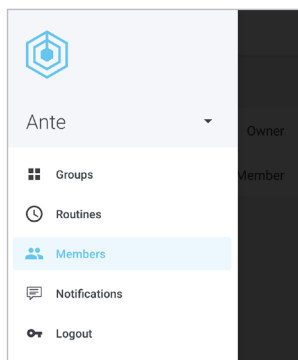 Ante
Owner
Member
Groups
Routines
Members
Notifications
Logout